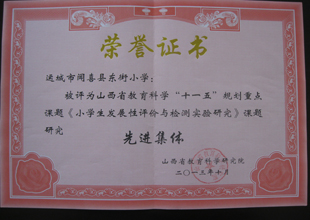 荣誉证书
运城市闻喜县东街小学:
被评为山西省教育科学“十一五”规划重点
课题《小学生发展性评价与检测实验研究》课题
研究
先进集体
山西省教育科学研究院
二〇一三年十月